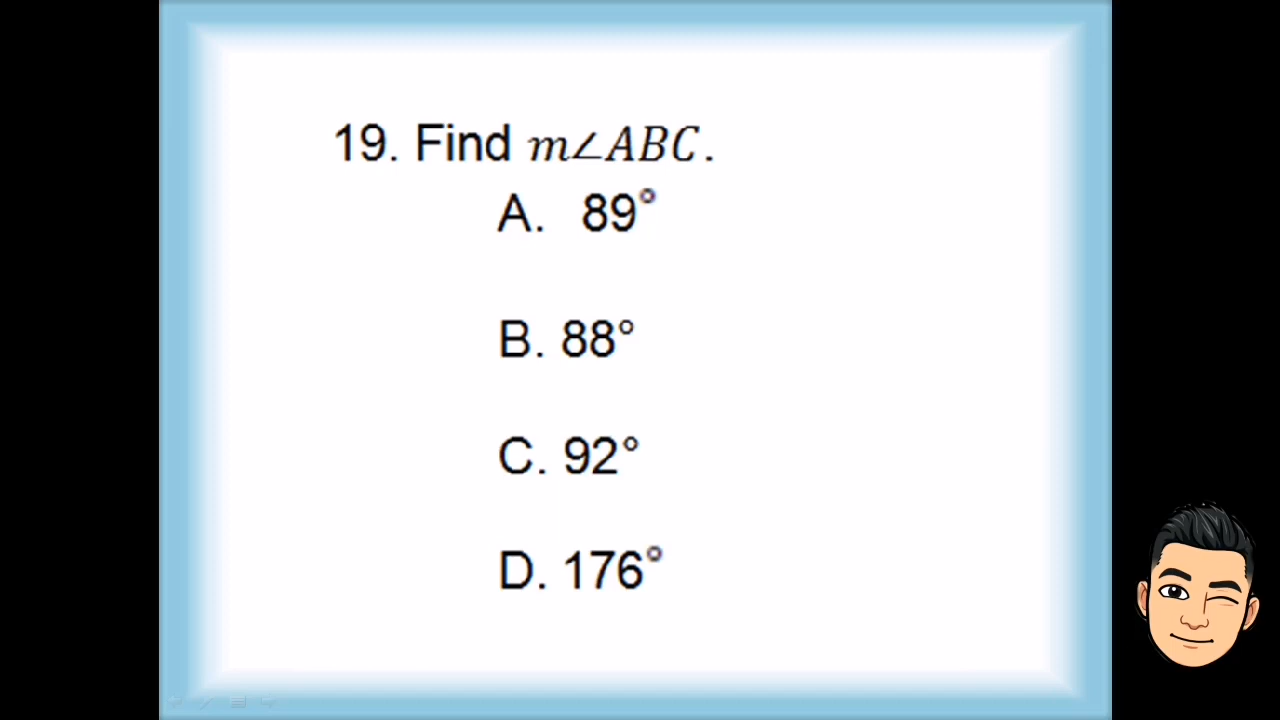 19. Find m∠ABC.
A. 89°
B. 88°
C. 92°
D. 176°